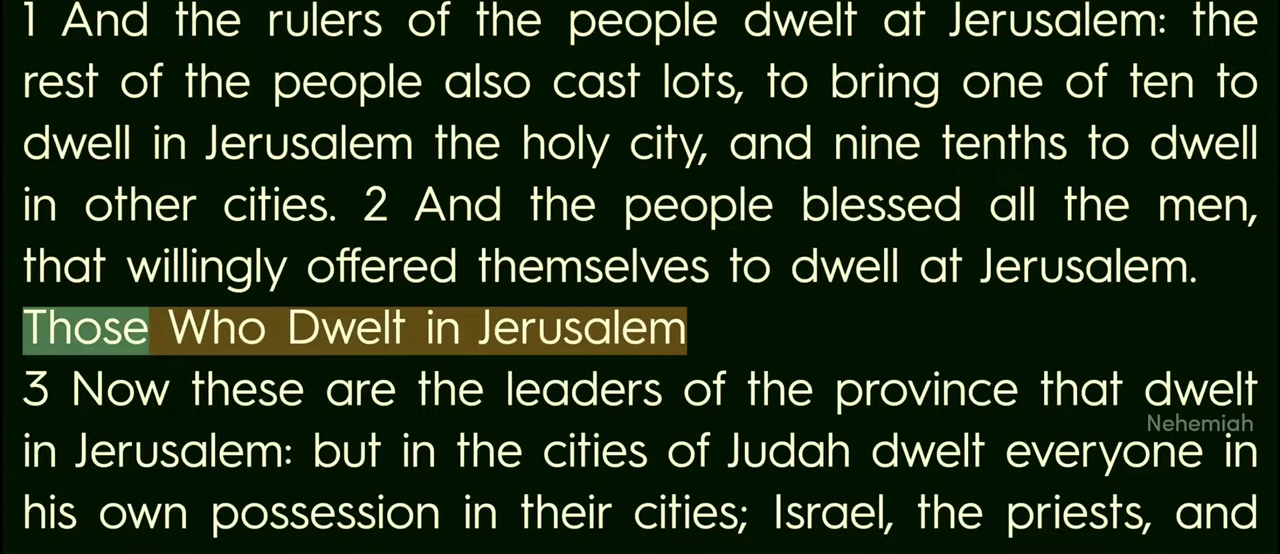 1 And the rulers of the people dwelt at Jerusalem: the
rest of the people also cast lots, to bring one of ten to
dwell in Jerusalem the holy city, and nine tenths to dwell
in other cities. 2 And the people blessed all the men,
that willingly offered themselves to dwell at Jerusalem.
Those Who Dwelt in Jerusalem
3 Now these are the leaders of the province that dwelt
Nehemiah
in Jerusalem: but in the cities of Judah dwelt everyone in
his own possession in their cities; Israel, the priests, and